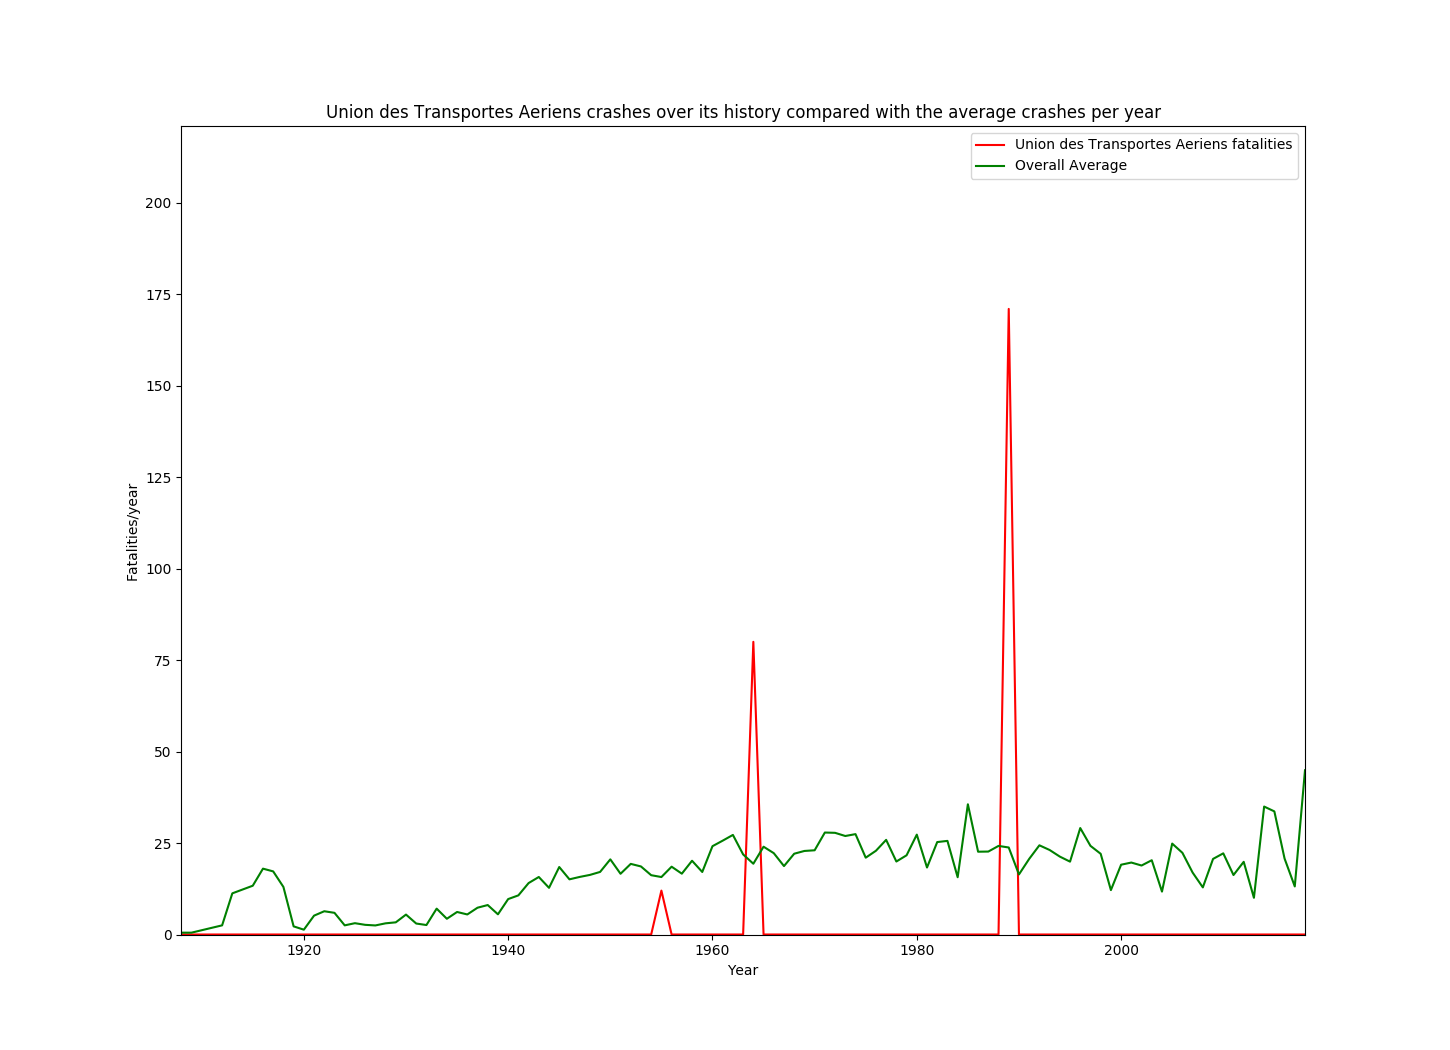 Union des Transportes Aeriens crashes over its history compared with the average crashes per year
Union des Transportes Aeriens fatalities
Overall Average
200
175
150
125
100
75
50
25
0
Fatalities/year
1920
1940
1960
1980
2000
Year